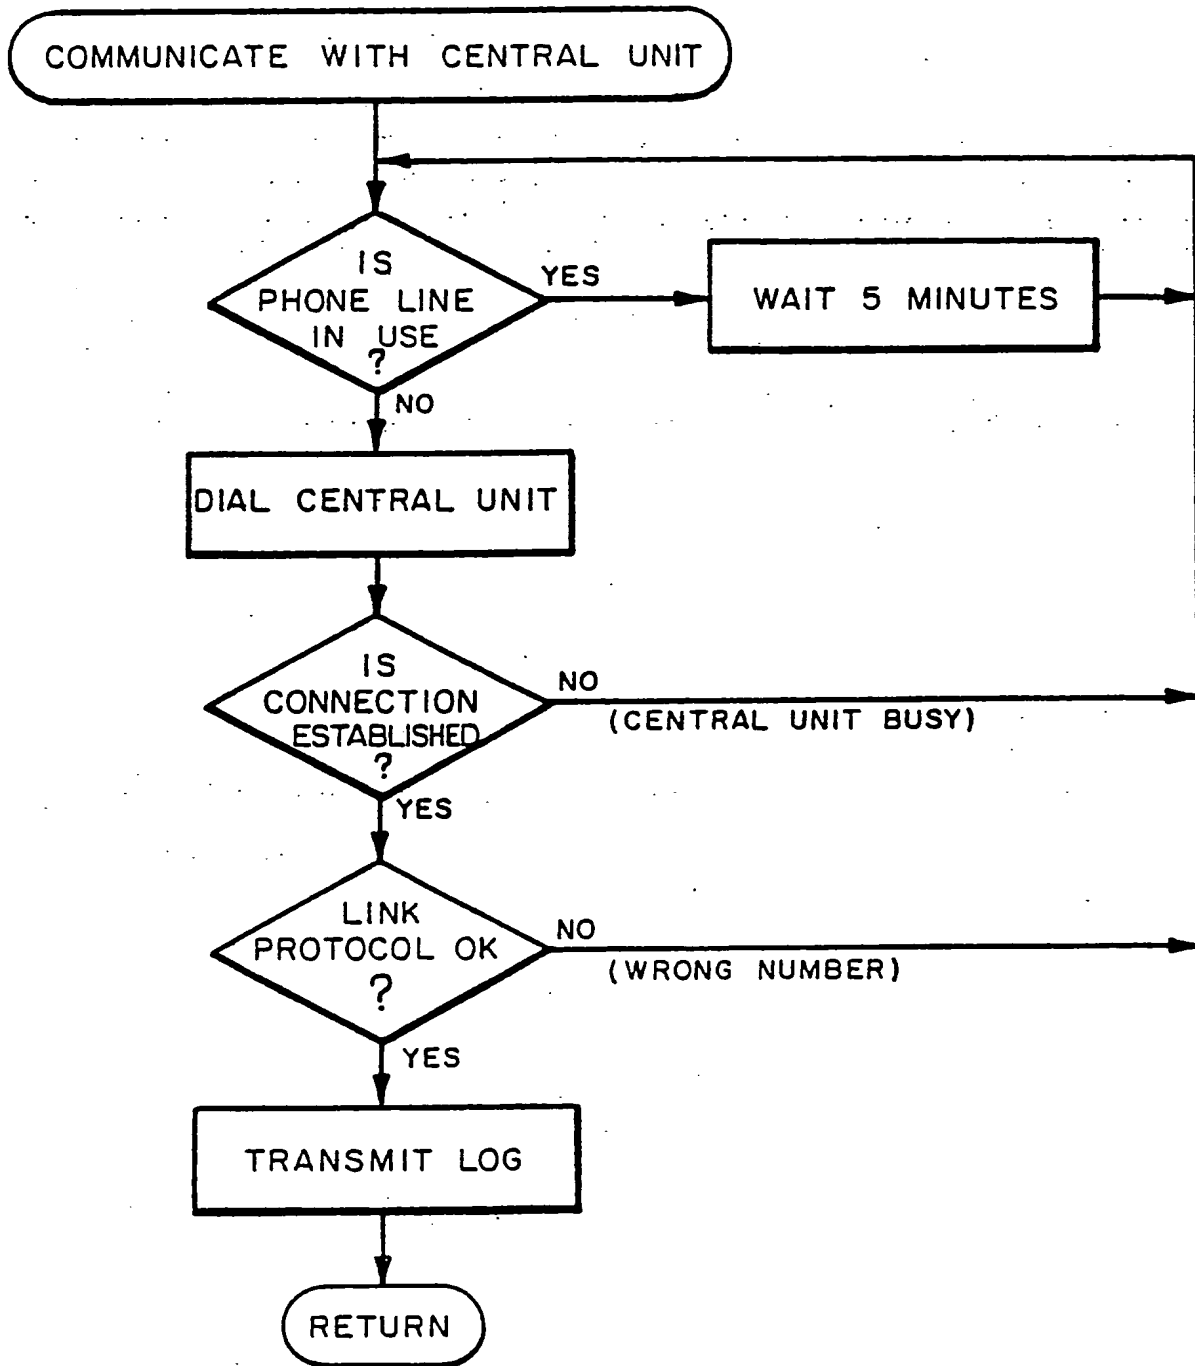 COMMUNICATE WITH CENTRAL UNIT
IS
PHONE LINE
IN USE
?
YES
WAIT 5 MINUTES
NO
DIAL CENTRAL UNIT
IS
CONNECTION
ESTABLISHED
?
NO
(CENTRAL UNIT BUSY)
YES
LINK
PROTOCOL OK
?
NO
(WRONG NUMBER)
YES
TRANSMIT LOG
RETURN